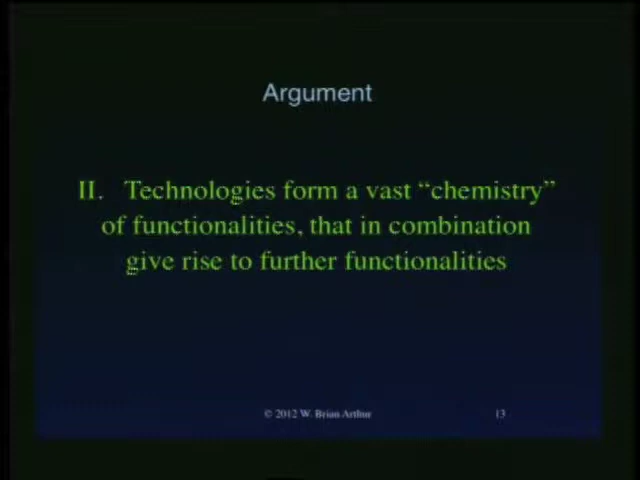 Argument
II. Technologies form a vast “chemistry”
of functionalities, that in combination
give rise to further functionalities
© 2012 W. Brian Arthur
13